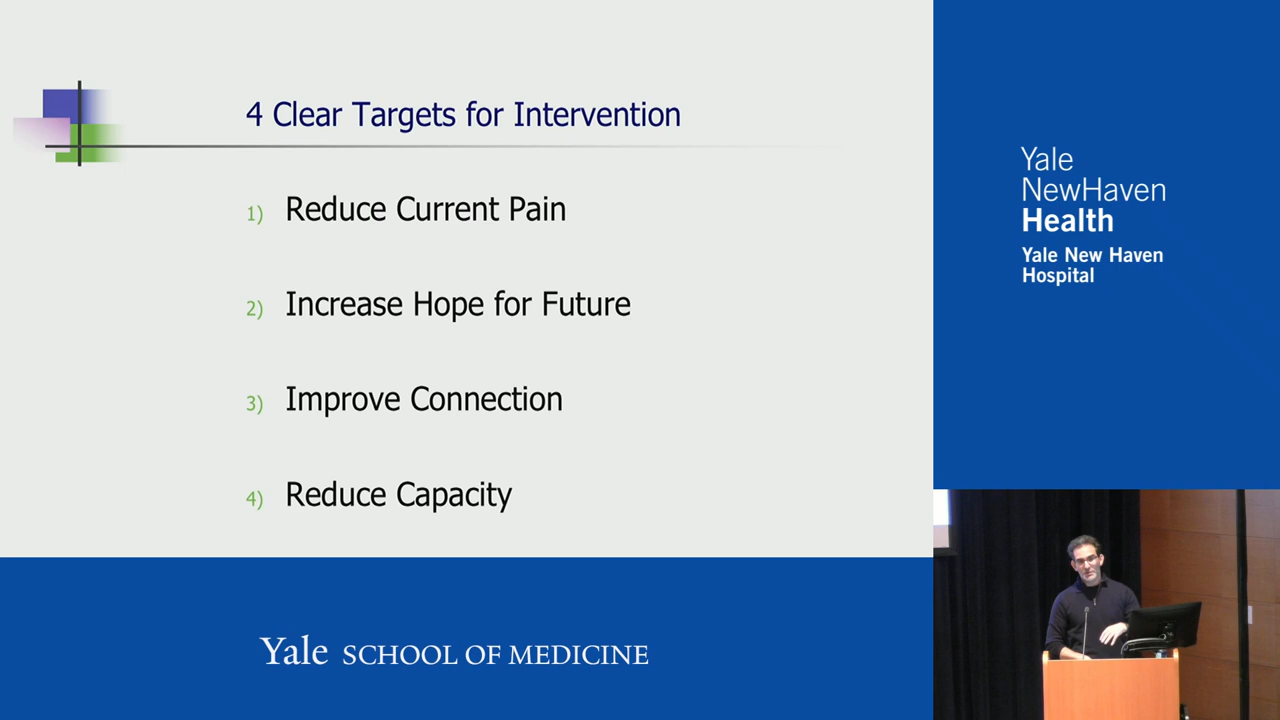 4 Clear Targets for Intervention
1) Reduce Current Pain
2) Increase Hope for Future
3) Improve Connection
4) Reduce Capacity
Yale SCHOOL OF MEDICINE
Yale
NewHaven
Health
Yale New Haven
Hospital